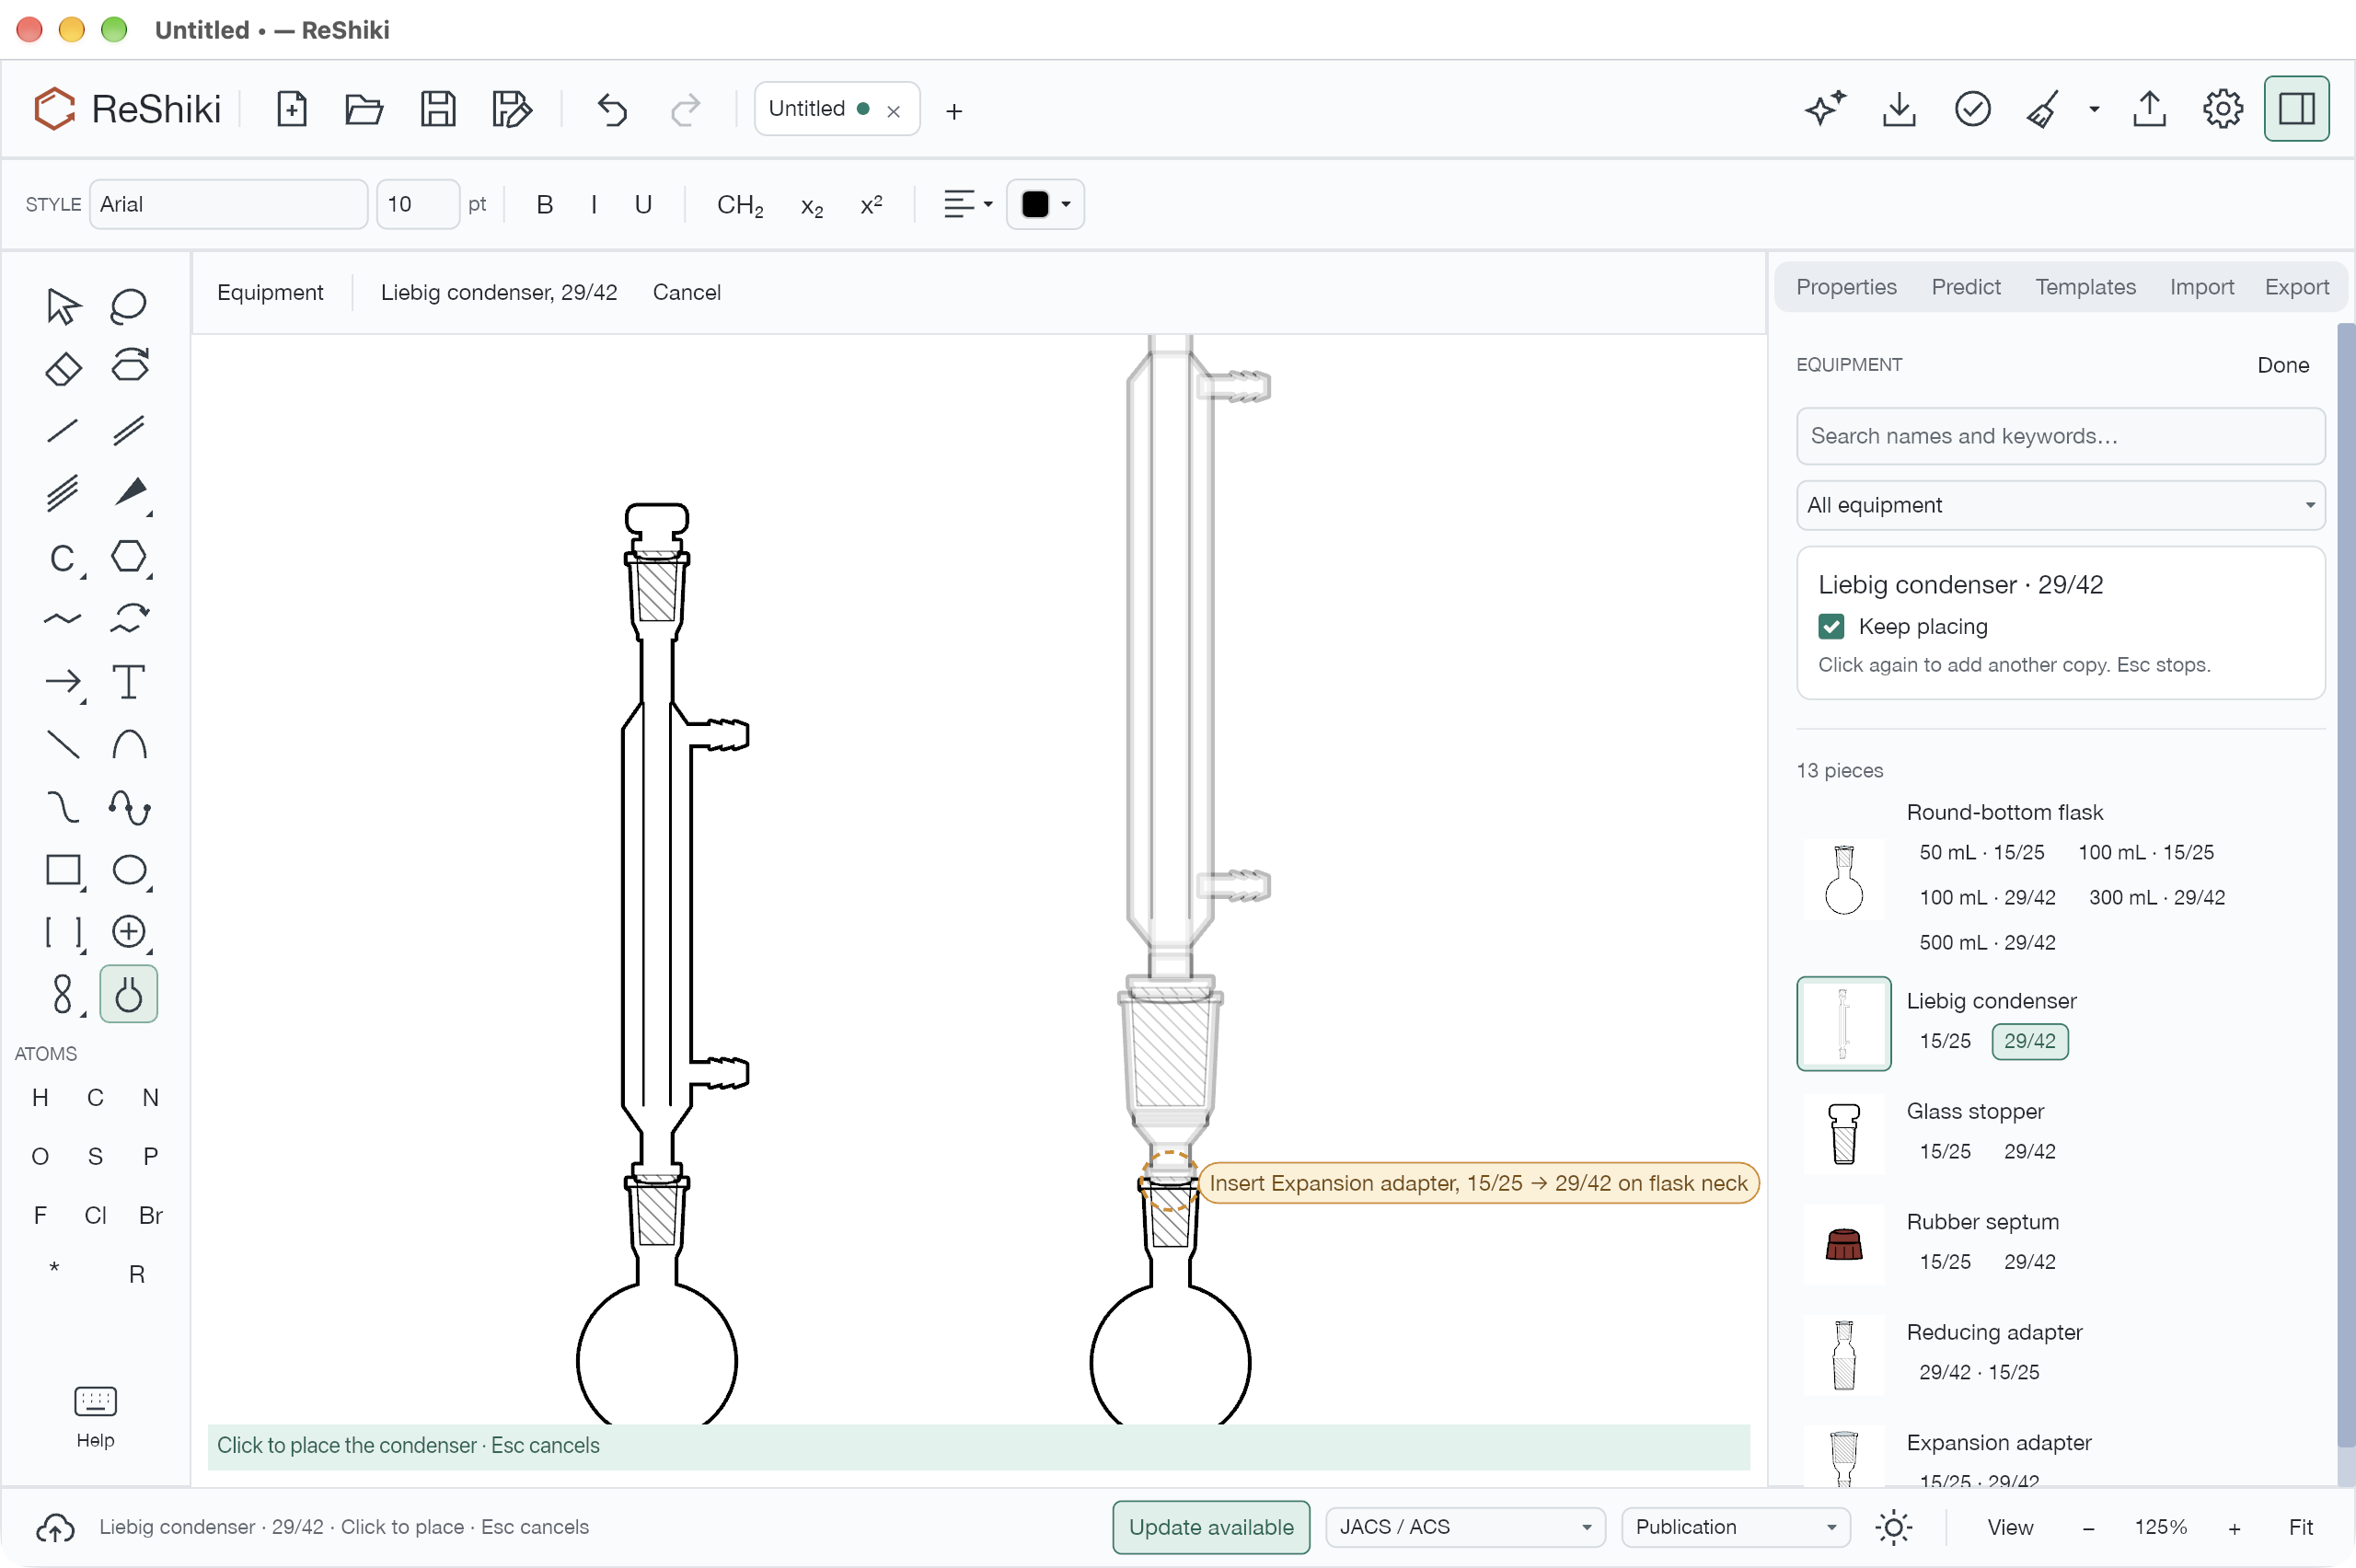 Untitled • — ReShiki
ReShiki
Untitled
STYLE Arial 10 pt B I U CH₂ x₂ x²
Equipment Liebig condenser, 29/42 Cancel
Properties Predict Templates Import Export
EQUIPMENT Done
Search names and keywords…
All equipment
Liebig condenser · 29/42
Keep placing
Click again to add another copy. Esc stops.
13 pieces
Round-bottom flask
50 mL · 15/25 100 mL · 15/25
100 mL · 29/42 300 mL · 29/42
500 mL · 29/42
Liebig condenser
15/25 29/42
Glass stopper
15/25 29/42
Rubber septum
15/25 29/42
Reducing adapter
29/42 · 15/25
Expansion adapter
15/25 · 29/42
C
T
ATOMS
H C N
O S P
F Cl Br
* R
Help
Insert Expansion adapter, 15/25 → 29/42 on flask neck
Click to place the condenser · Esc cancels
Liebig condenser · 29/42 · Click to place · Esc cancels
Update available
JACS / ACS
Publication
View − 125% + Fit